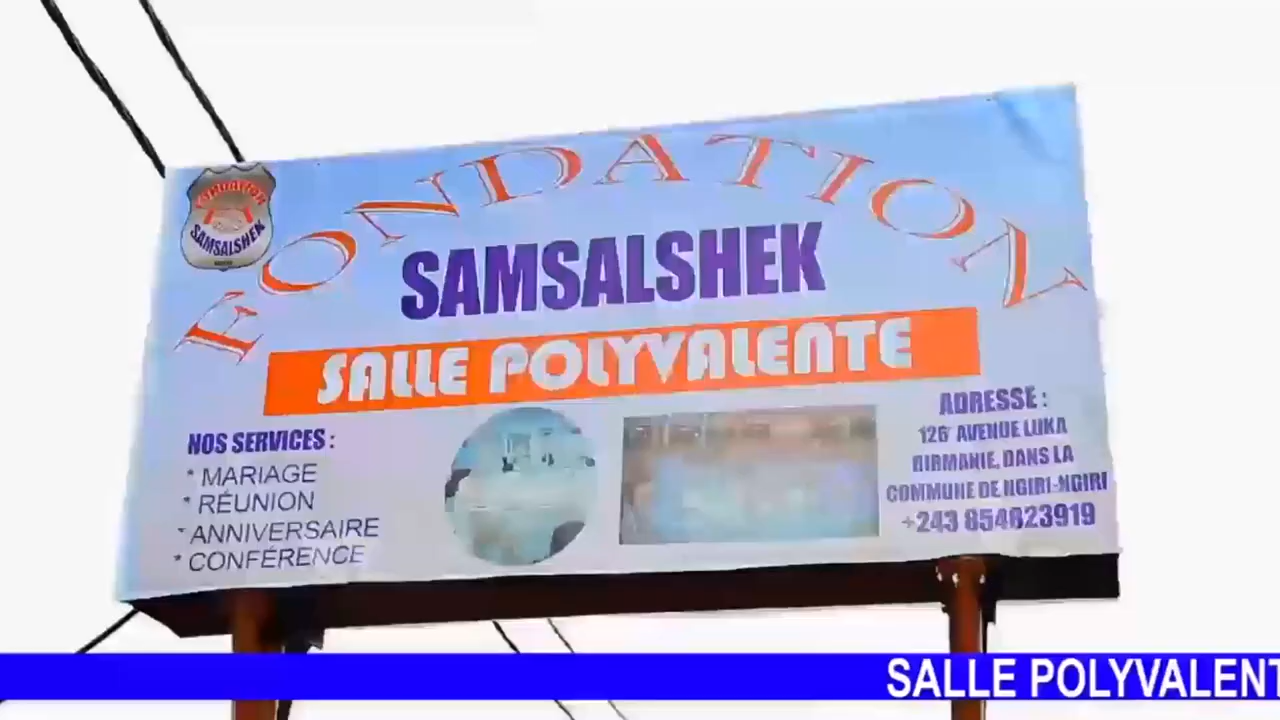 FONDATION
SAMSALSHEK
FONDATION
SAMSALSHEK
SALLE POLYVALENTE
NOS SERVICES :
* MARIAGE
* RÉUNION
* ANNIVERSAIRE
* CONFÉRENCE
ADRESSE :
126 AVENUE LUKA
BIRMANIE, DANS LA
COMMUNE DE NGIRI-NGIRI
+243 854823919
SALLE POLYVALENT